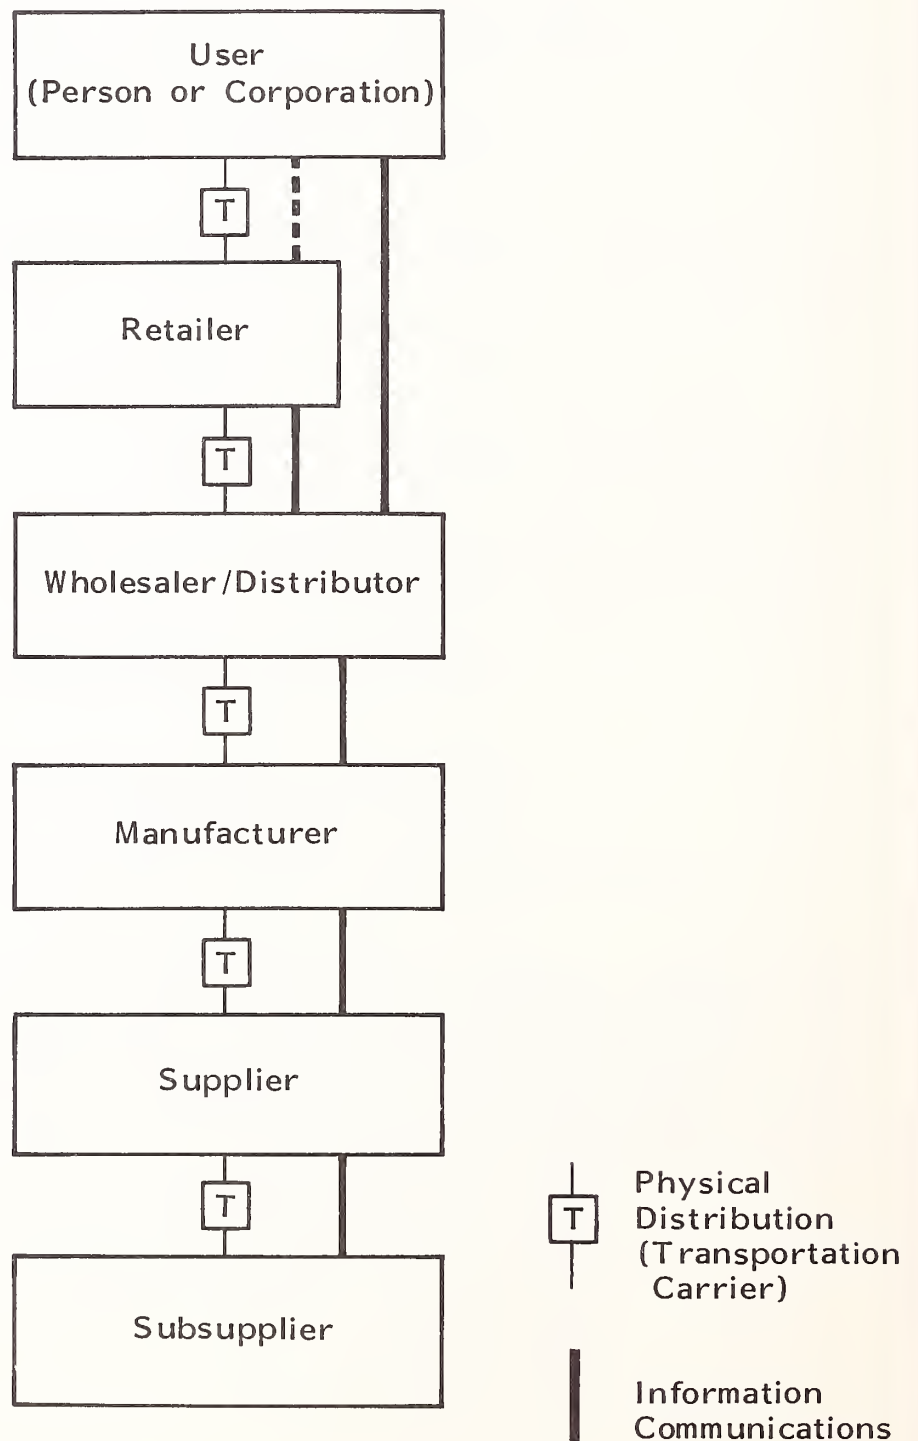 User
(Person or Corporation)
T
Retailer
T
Wholesaler/Distributor
T
Manufacturer
T
Supplier
T
Subsupplier
T
Physical
Distribution
(Transportation
Carrier)
Information
Communications